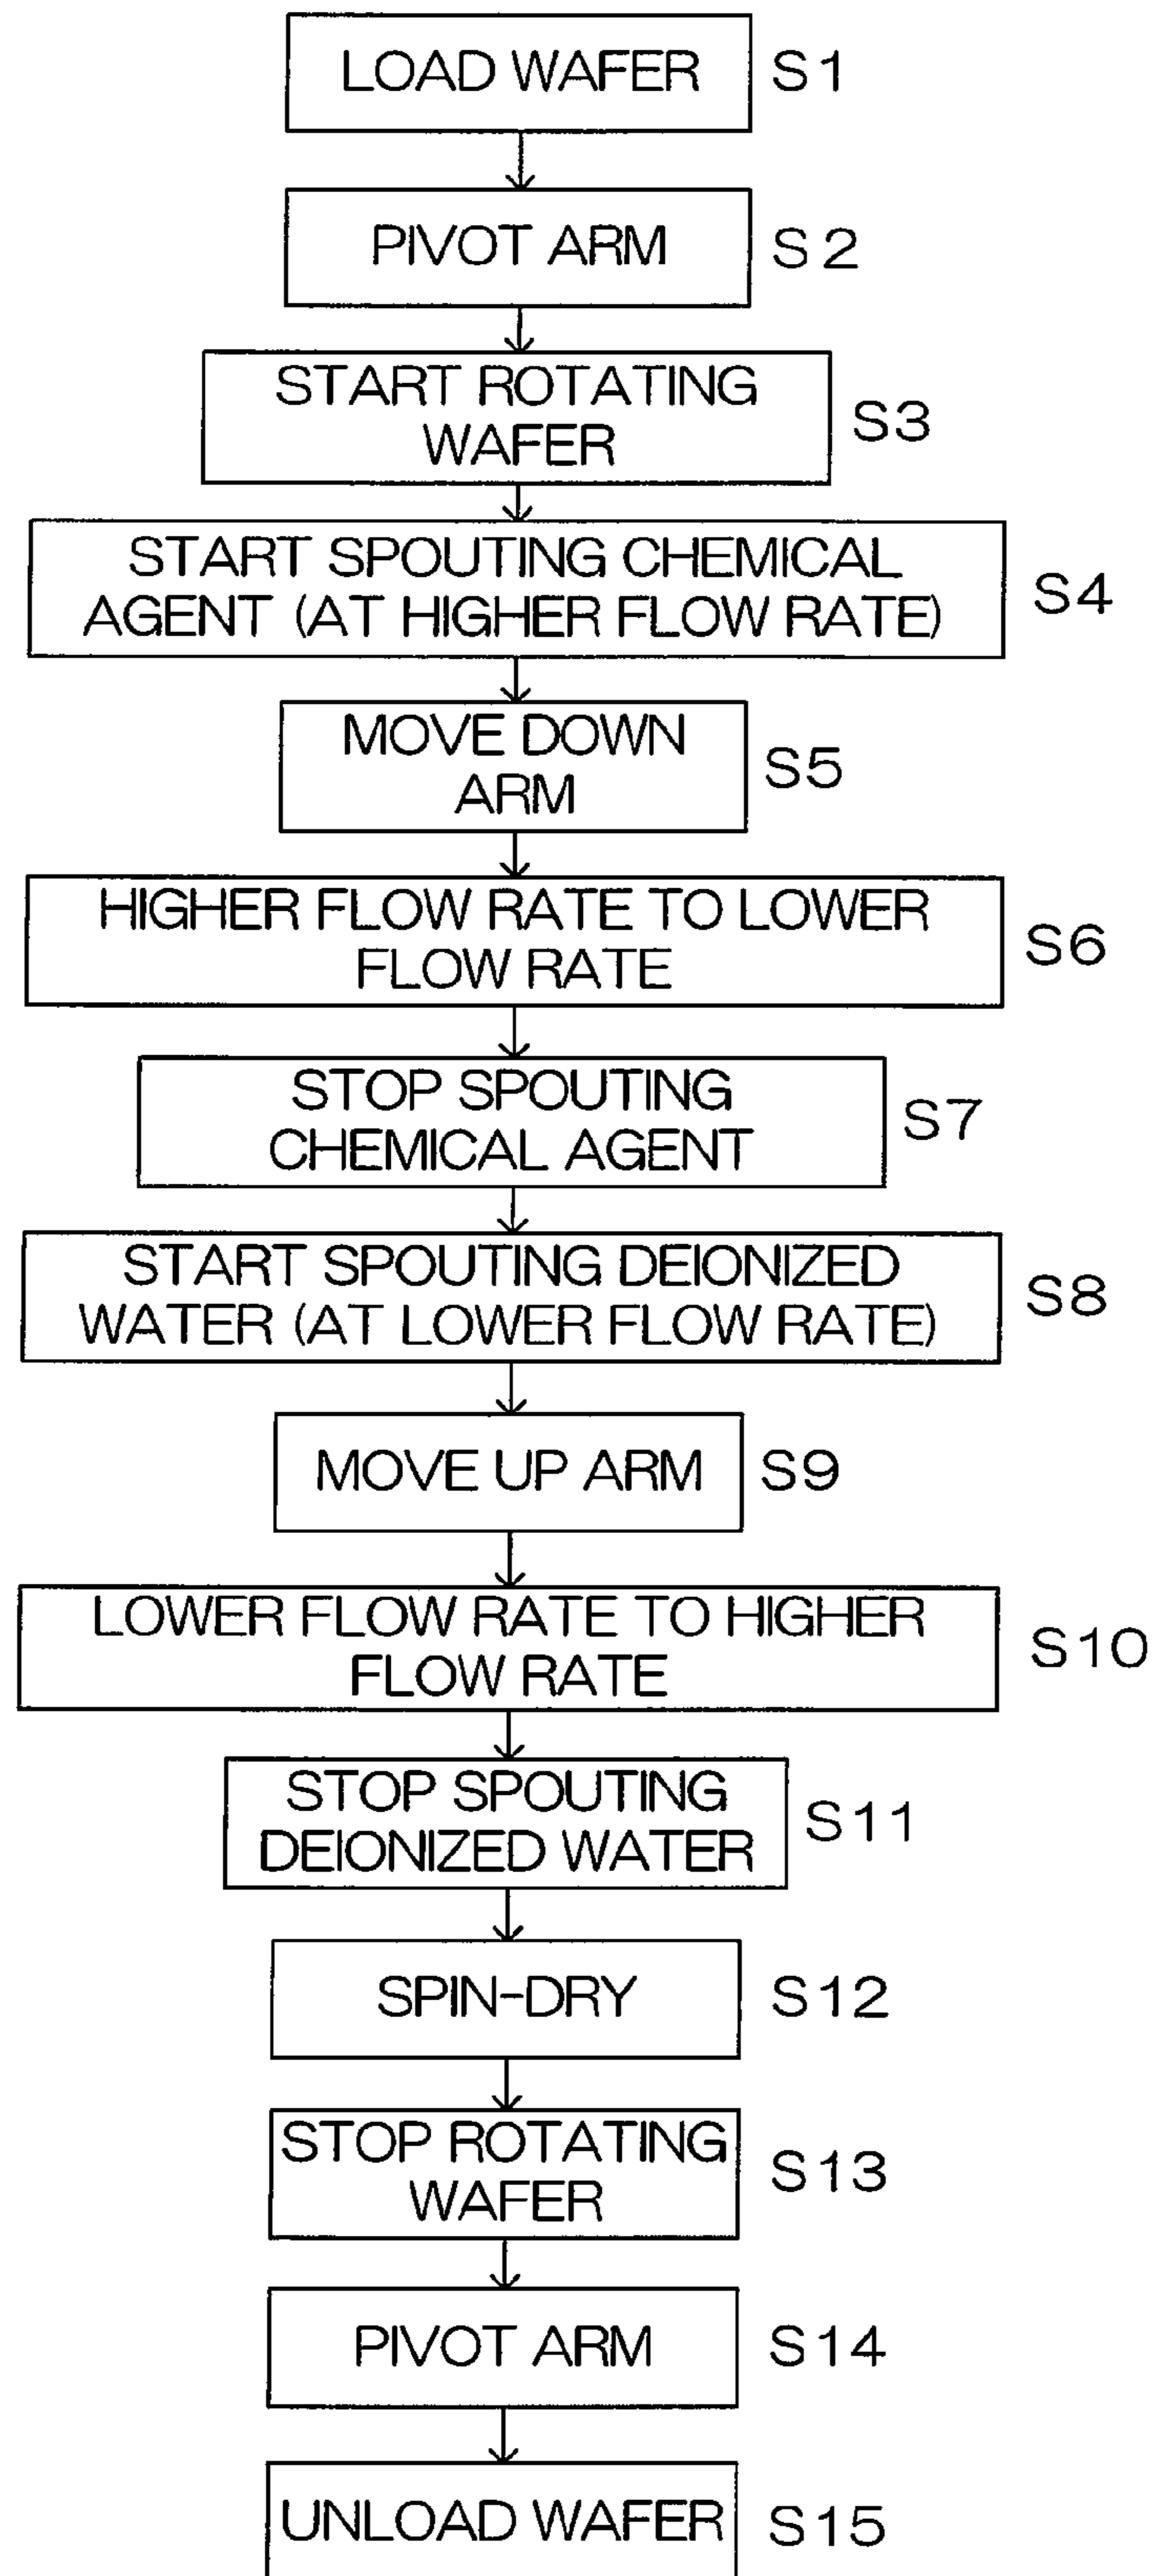 LOAD WAFER S1
PIVOT ARM S2
START ROTATING
WAFER
S3
START SPOUTING CHEMICAL
AGENT (AT HIGHER FLOW RATE)
S4
MOVE DOWN
ARM
S5
HIGHER FLOW RATE TO LOWER
FLOW RATE
S6
STOP SPOUTING
CHEMICAL AGENT
S7
START SPOUTING DEIONIZED
WATER (AT LOWER FLOW RATE)
S8
MOVE UP ARM S9
LOWER FLOW RATE TO HIGHER
FLOW RATE
S10
STOP SPOUTING
DEIONIZED WATER
S11
SPIN-DRY S12
STOP ROTATING
WAFER
S13
PIVOT ARM S14
UNLOAD WAFER S15